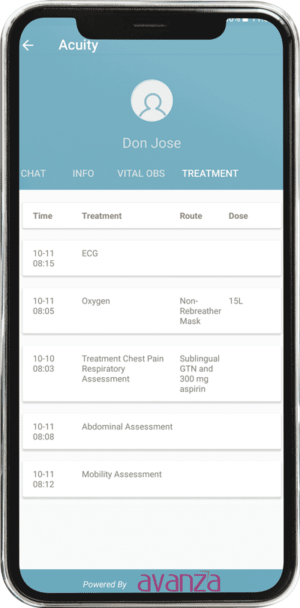 Acuity
Don Jose
CHAT INFO VITAL OBS TREATMENT
Time Treatment Route Dose
10-11 ECG
08:15
10-11 Oxygen Non- 15L
08:05 Rebreather
Mask
10-10 Treatment Chest Pain Sublingual
08:03 Respiratory GTN and
Assessment 300 mg
aspirin
10-11 Abdominal Assessment
08:08
10-11 Mobility Assessment
08:12
Powered By avanza